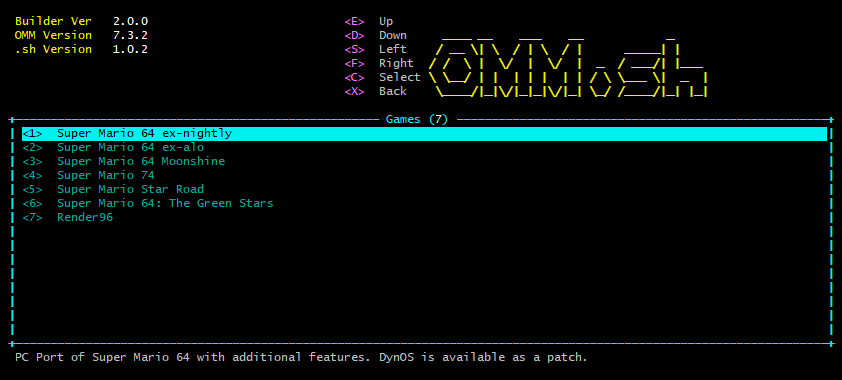 Builder Ver 2.0.0
OMM Version 7.3.2
.sh Version 1.0.2
<E> Up
<D> Down
<S> Left
<F> Right
<C> Select
<X> Back
OMM.sh
Games (7)
<1> Super Mario 64 ex-nightly
<2> Super Mario 64 ex-alo
<3> Super Mario 64 Moonshine
<4> Super Mario 74
<5> Super Mario Star Road
<6> Super Mario 64: The Green Stars
<7> Render96
PC Port of Super Mario 64 with additional features. DynOS is available as a patch.